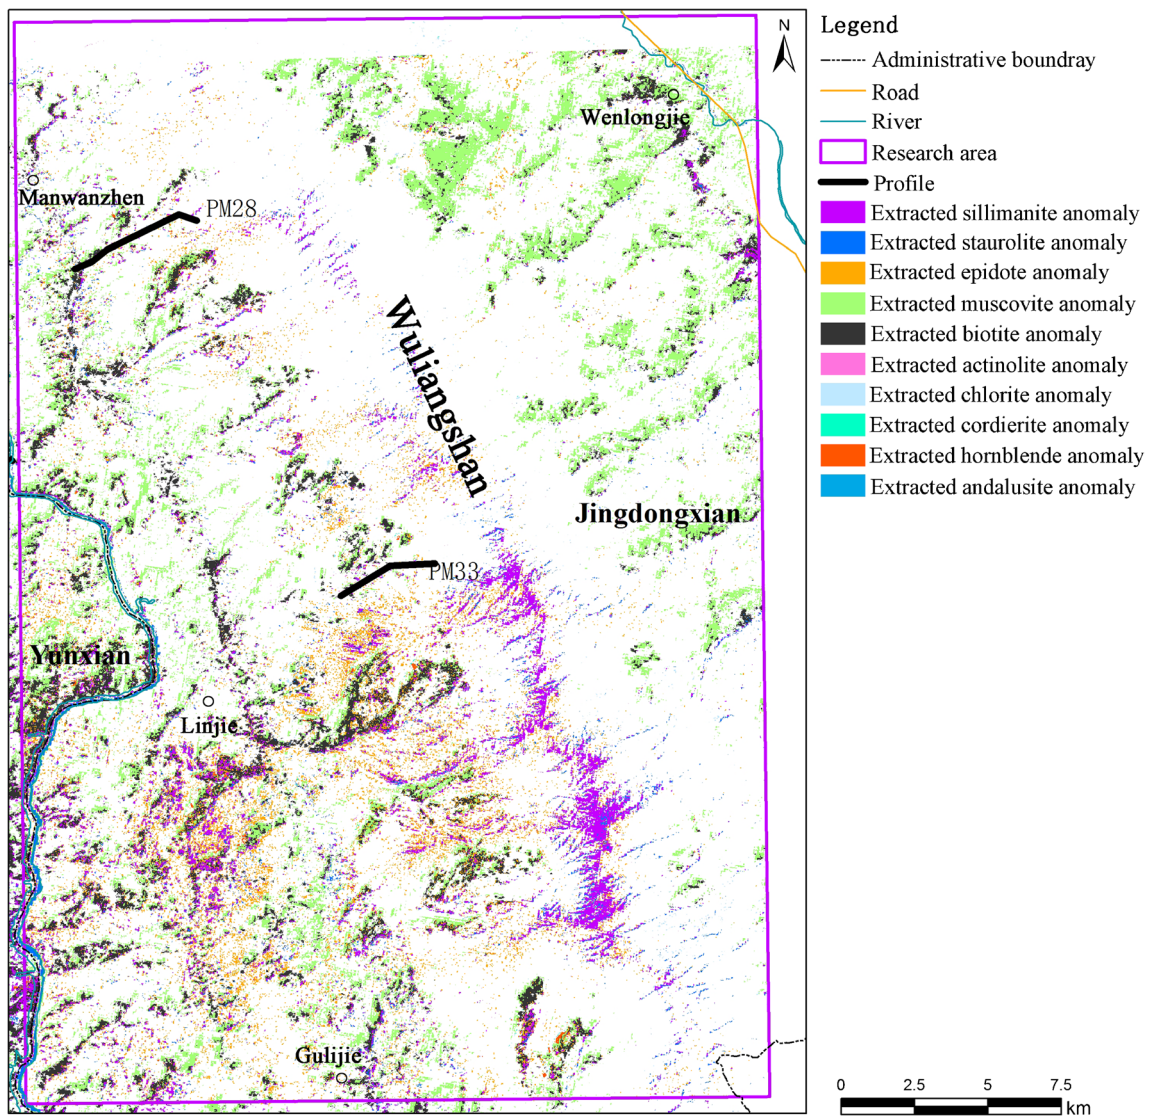 N
Wenlongjie
Manwanzhen
PM28
Wuliangshan
Jingdongxian
PM33
Yunxian
Linjie
Gulijie
Legend
Administrative boundray
Road
River
Research area
Profile
Extracted sillimanite anomaly
Extracted staurolite anomaly
Extracted epidote anomaly
Extracted muscovite anomaly
Extracted biotite anomaly
Extracted actinolite anomaly
Extracted chlorite anomaly
Extracted cordierite anomaly
Extracted hornblende anomaly
Extracted andalusite anomaly
0 2.5 5 7.5
km